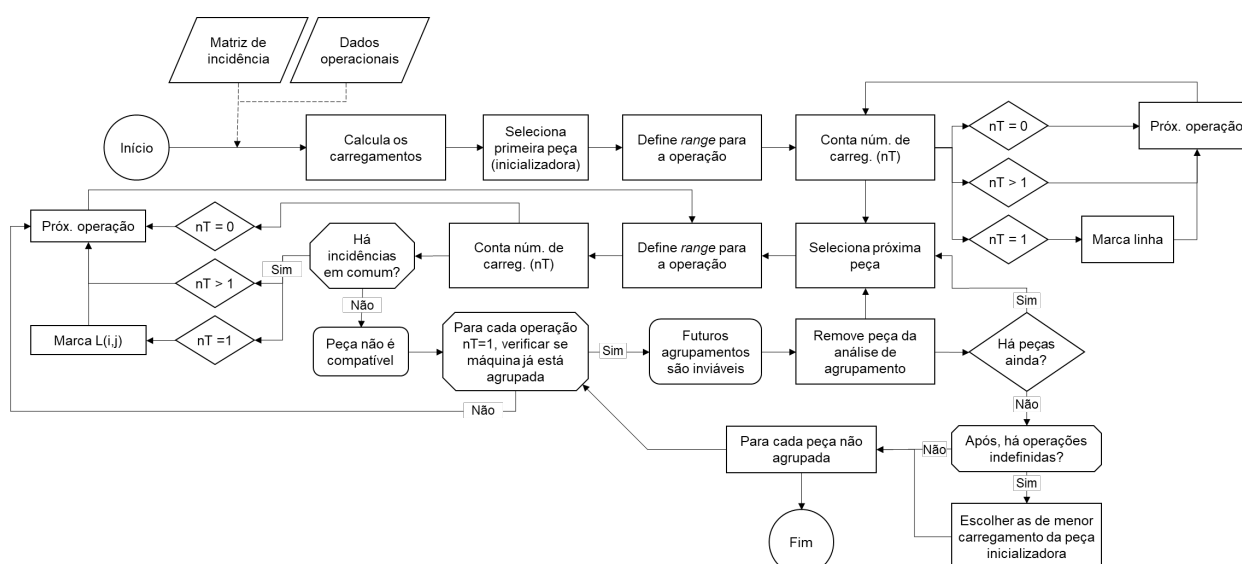 Matriz de
incidência
Dados
operacionais
Início
Calcula os
carregamentos
Seleciona
primeira peça
(inicializadora)
Define range para
a operação
Conta núm. de
carreg. (nT)
nT = 0
Próx. operação
nT > 1
nT = 1
Marca linha
Próx. operação
nT = 0
Há
incidências
em comum?
Conta núm. de
carreg. (nT)
Define range para
a operação
Seleciona próxima
peça
Sim
nT > 1
Não
Sim
Marca L(i,j)
nT =1
Peça não é
compatível
Para cada operação
nT=1, verificar se
máquina já está
agrupada
Sim
Futuros
agrupamentos
são inviáveis
Remove peça da
análise de
agrupamento
Há peças
ainda?
Não
Não
Para cada peça não
agrupada
Não
Após, há operações
indefinidas?
Sim
Fim
Escolher as de menor
carregamento da peça
inicializadora